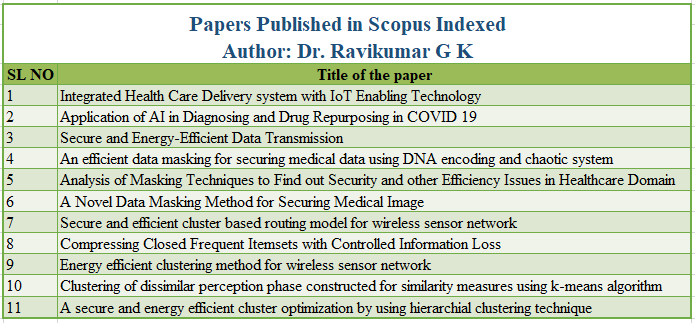 Papers Published in Scopus Indexed
Author: Dr. Ravikumar G K
SL NO Title of the paper
1 Integrated Health Care Delivery system with IoT Enabling Technology
2 Application of AI in Diagnosing and Drug Repurposing in COVID 19
3 Secure and Energy-Efficient Data Transmission
4 An efficient data masking for securing medical data using DNA encoding and chaotic system
5 Analysis of Masking Techniques to Find out Security and other Efficiency Issues in Healthcare Domain
6 A Novel Data Masking Method for Securing Medical Image
7 Secure and efficient cluster based routing model for wireless sensor network
8 Compressing Closed Frequent Itemsets with Controlled Information Loss
9 Energy efficient clustering method for wireless sensor network
10 Clustering of dissimilar perception phase constructed for similarity measures using k-means algorithm
11 A secure and energy efficient cluster optimization by using hierarchial clustering technique